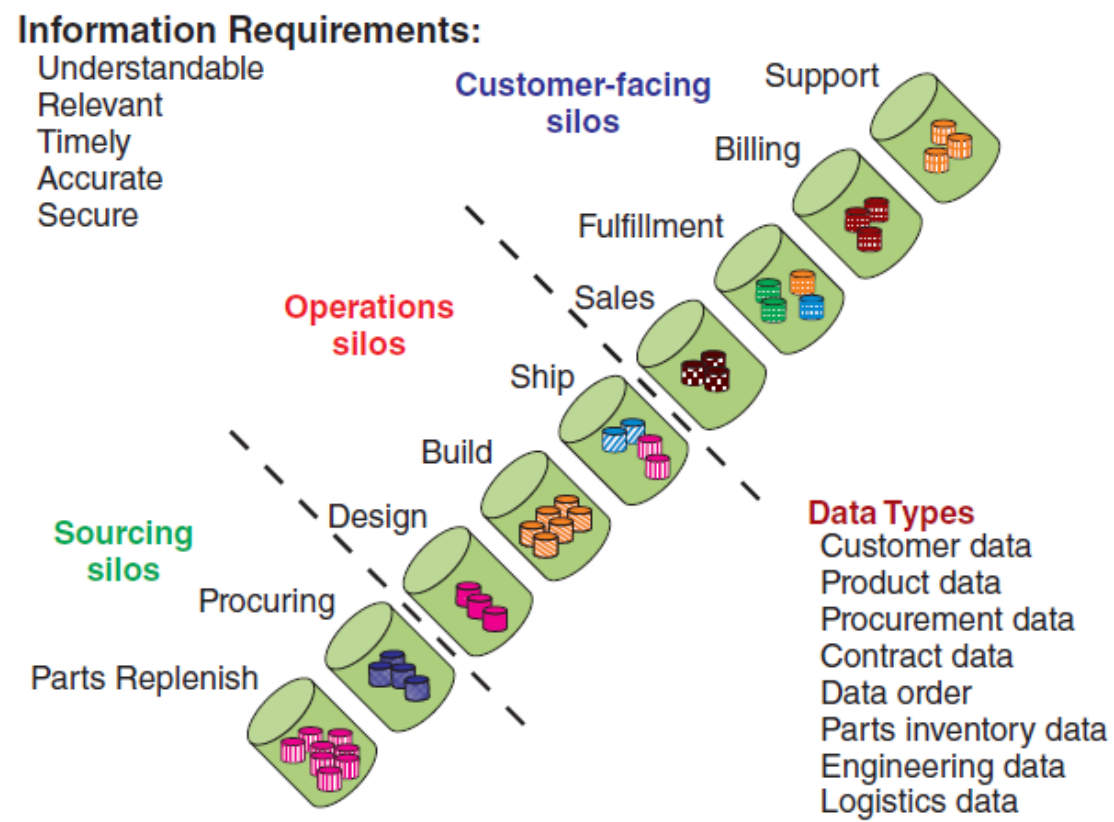 Information Requirements:
Understandable
Relevant
Timely
Accurate
Secure
Customer-facing
silos
Support
Billing
Fulfillment
Sales
Operations
silos
Ship
Build
Design
Sourcing
silos
Procuring
Parts Replenish
Data Types
Customer data
Product data
Procurement data
Contract data
Data order
Parts inventory data
Engineering data
Logistics data